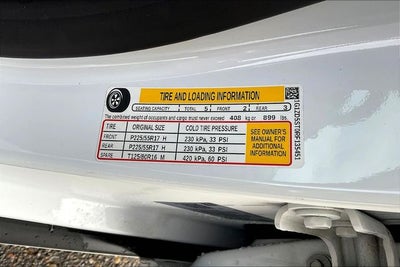 TIRE AND LOADING INFORMATION
SEATING CAPACITY TOTAL 5 FRONT 2 REAR 3
The combined weight of occupants and cargo must never exceed 408 kg or 899 lbs.
TIRE ORIGINAL SIZE COLD TIRE PRESSURE
FRONT P225/55R17 H 230 kPa, 33 PSI
REAR P225/55R17 H 230 kPa, 33 PSI
SPARE T125/80R16 M 420 kPa, 60 PSI
SEE OWNER'S
MANUAL FOR
ADDITIONAL
INFORMATION